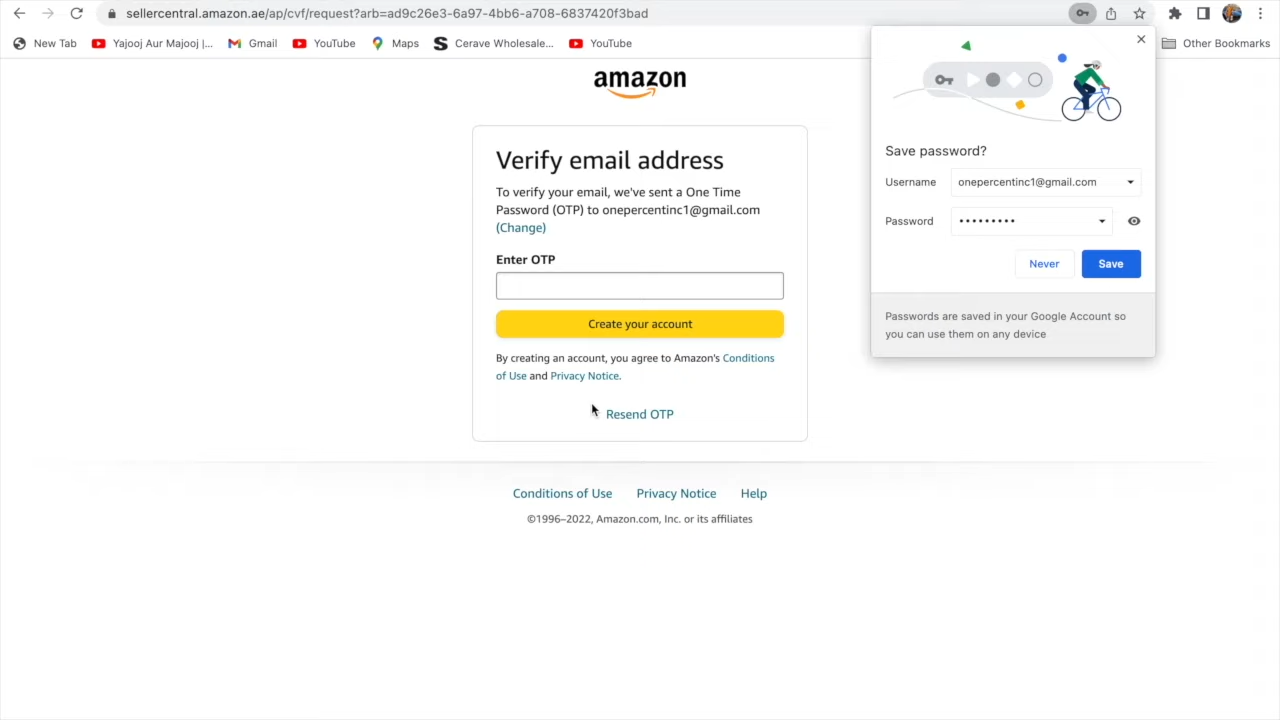 sellercentral.amazon.ae/ap/cvf/request?arb=ad9c26e3-6a97-4bb6-a708-6837420f3bad
New Tab
Yajooj Aur Majooj |...
Gmail
YouTube
Maps
Cerave Wholesale...
YouTube
Other Bookmarks
amazon
Verify email address
To verify your email, we've sent a One Time
Password (OTP) to onepercentinc1@gmail.com
(Change)
Enter OTP
Create your account
By creating an account, you agree to Amazon's Conditions
of Use and Privacy Notice.
Resend OTP
Conditions of Use
Privacy Notice
Help
©1996–2022, Amazon.com, Inc. or its affiliates
Save password?
Username
onepercentinc1@gmail.com
Password
•••••••••
Never
Save
Passwords are saved in your Google Account so
you can use them on any device